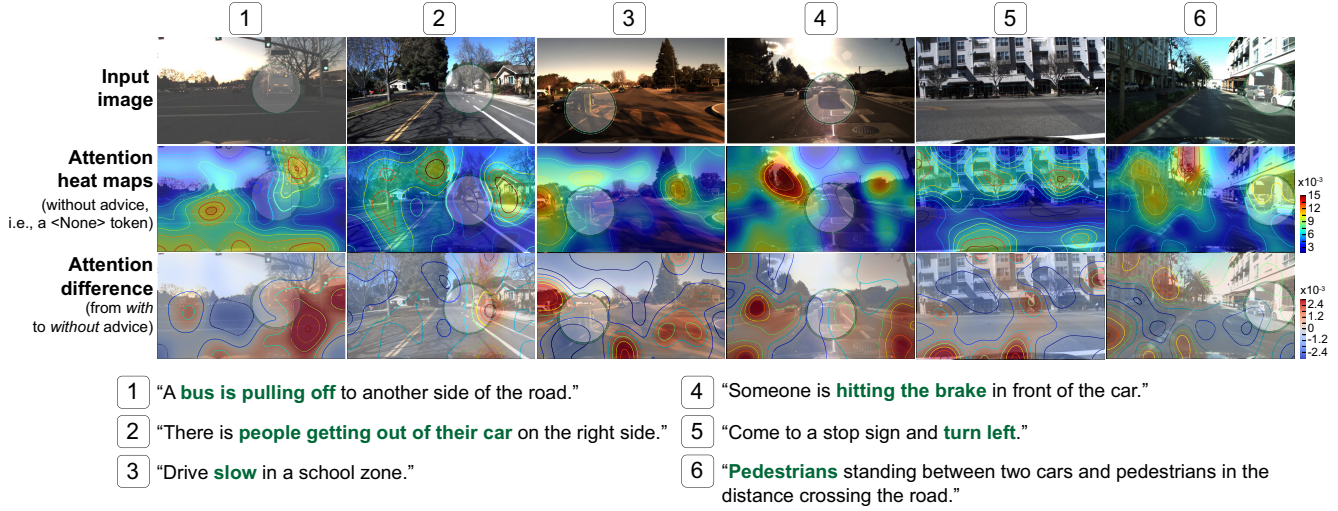 1 2 3 4 5 6
Input
image
Attention
heat maps
(without advice,
i.e., a <None> token)
x10⁻³
15
12
9
6
3
Attention
difference
(from with
to without advice)
x10⁻³
2.4
1.2
0
-1.2
-2.4
1 “A bus is pulling off to another side of the road.”
2 “There is people getting out of their car on the right side.”
3 “Drive slow in a school zone.”
4 “Someone is hitting the brake in front of the car.”
5 “Come to a stop sign and turn left.”
6 “Pedestrians standing between two cars and pedestrians in the
distance crossing the road.”